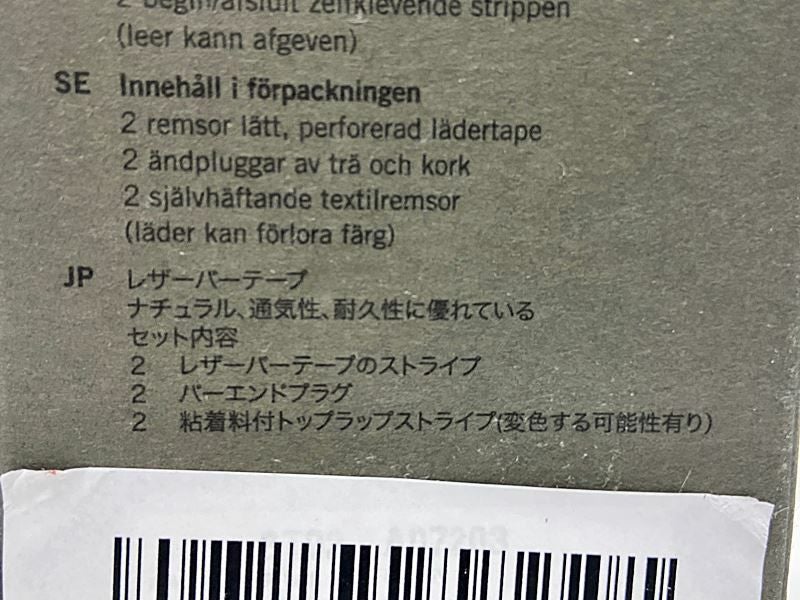 2 begin/afsluit zelfklevende strippen
(leer kann afgeven)
SE Innehåll i förpackningen
2 remsor lätt, perforerad lädertape
2 ändpluggar av trä och kork
2 självhäftande textilremsor
(läder kan förlora färg)
JP レザーバーテープ
ナチュラル、通気性、耐久性に優れている
セット内容
2 レザーバーテープのストライプ
2 バーエンドプラグ
2 粘着料付トップラップストライプ(変色する可能性有り)